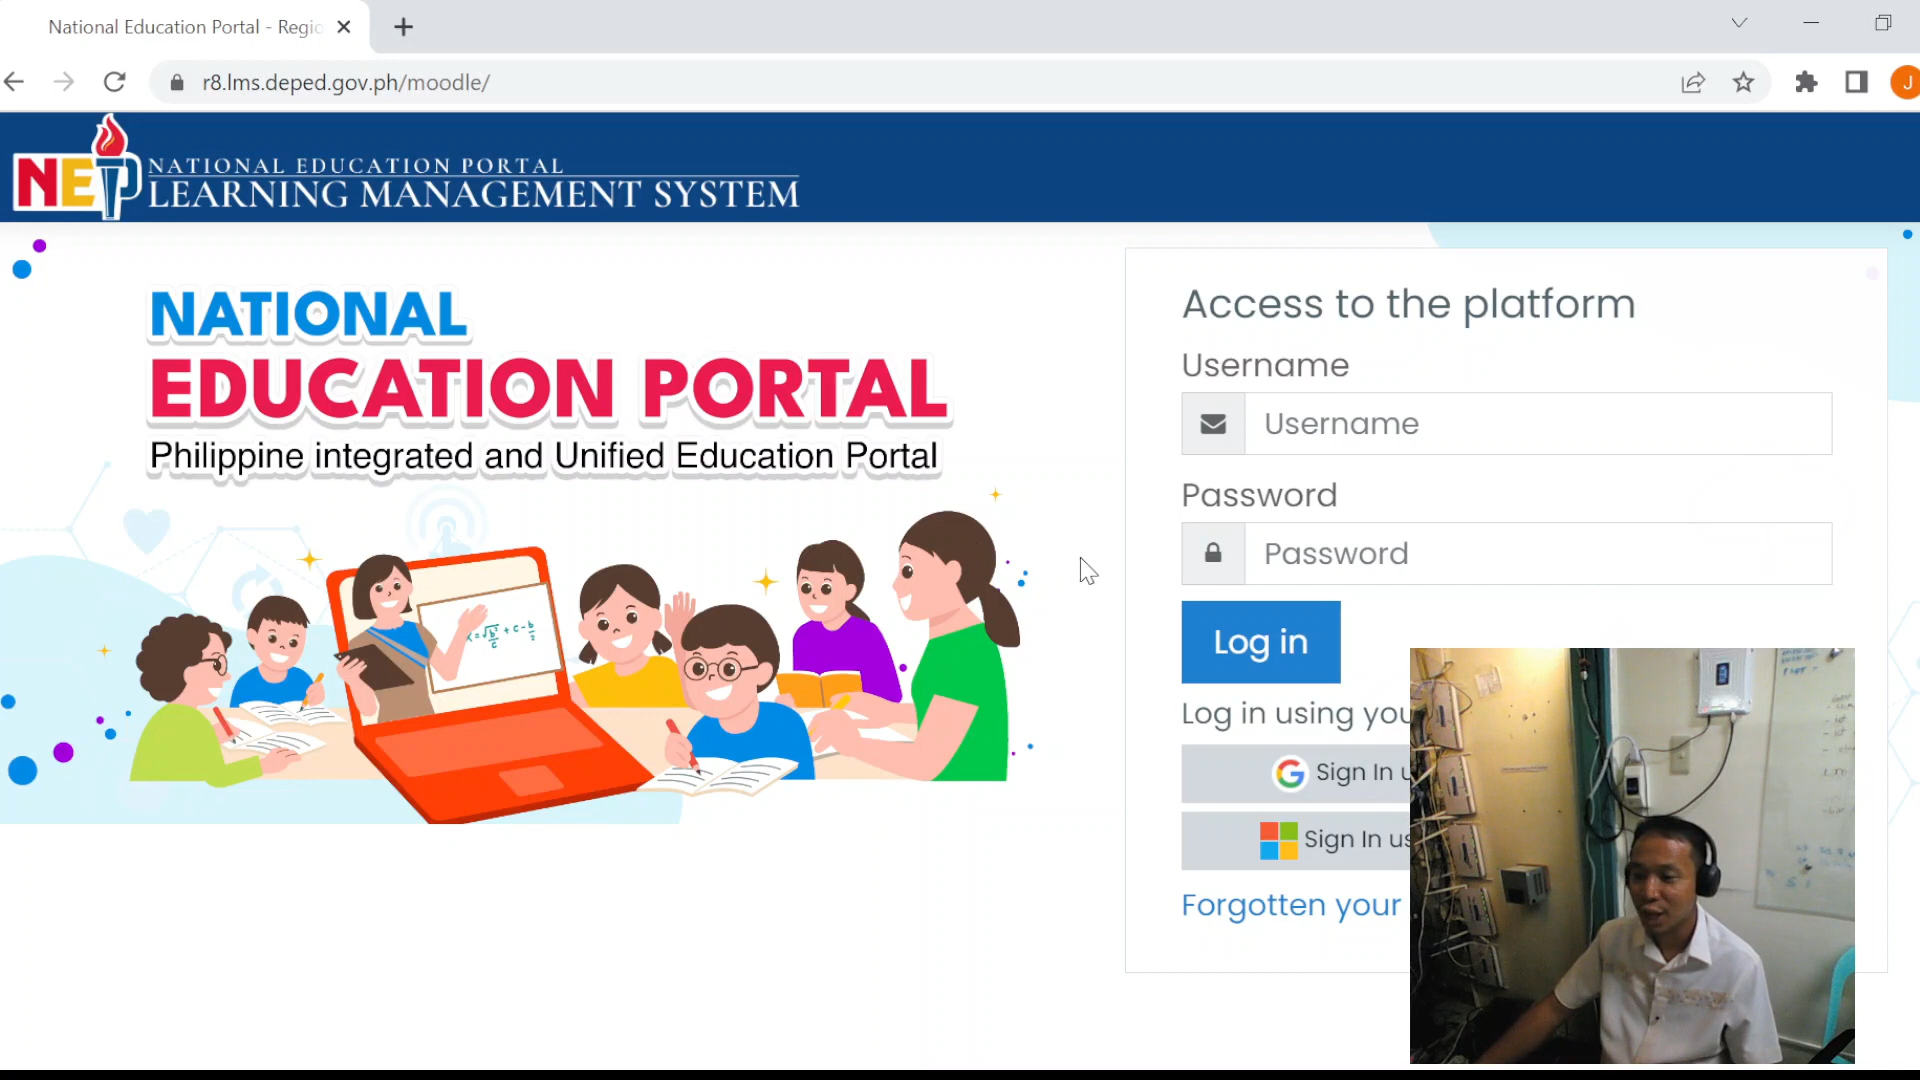 National Education Portal - Regio
r8.lms.deped.gov.ph/moodle/
J
NEP
NATIONAL EDUCATION PORTAL
LEARNING MANAGEMENT SYSTEM
NATIONAL
EDUCATION PORTAL
Philippine integrated and Unified Education Portal
Access to the platform
Username
Username
Password
Password
Log in
Log in using you
Sign In u
Sign In us
Forgotten your